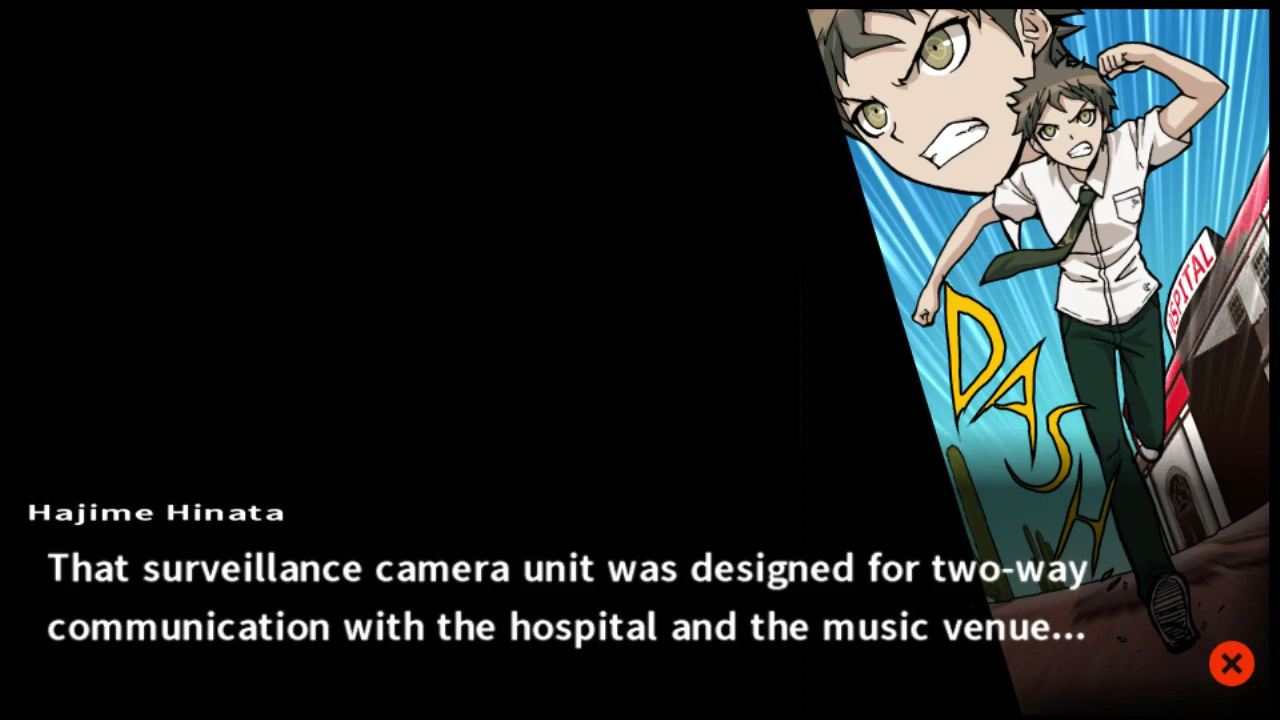 HOSPITAL
DASH
Hajime Hinata
That surveillance camera unit was designed for two-way
communication with the hospital and the music venue...